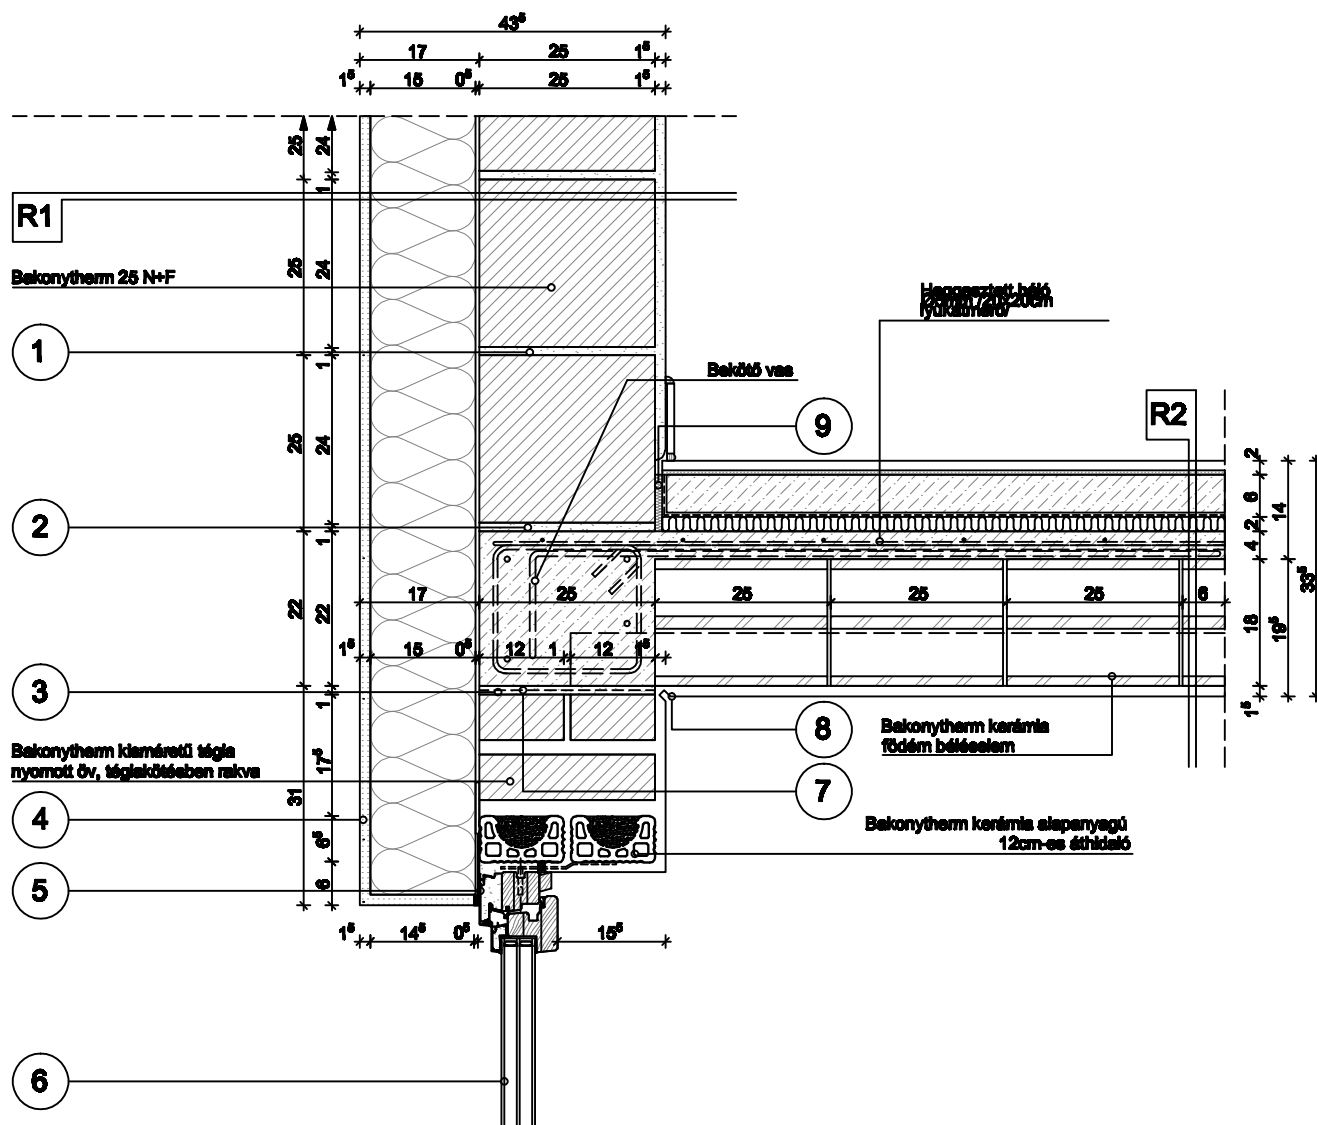 43⁵
17 25 1⁵
1⁵ 15 0⁵ 25 1⁵
25 24
1
R1
25 24
Bakonytherm 25 N+F
Heggesztett háló
lyukatmérő/
1
1
Bekötő vas
R2
9
25 24
2
6 14
2
2
1
4
33⁵
22 22
17 25 25 25 25 6
18 19⁵
1⁵ 15 0⁵ 12 1 12 1⁵
3
1
1⁵
8
Bakonytherm kerámia
födém béléselem
Bakonytherm kisméretű tégla
nyomott öv, téglakötésben rakva
17⁵
31
7
4
Bakonytherm kerámia alapanyagú
12cm-es áthidaló
6⁵
5
6
1⁵ 14⁵ 0⁵ 15⁵
6